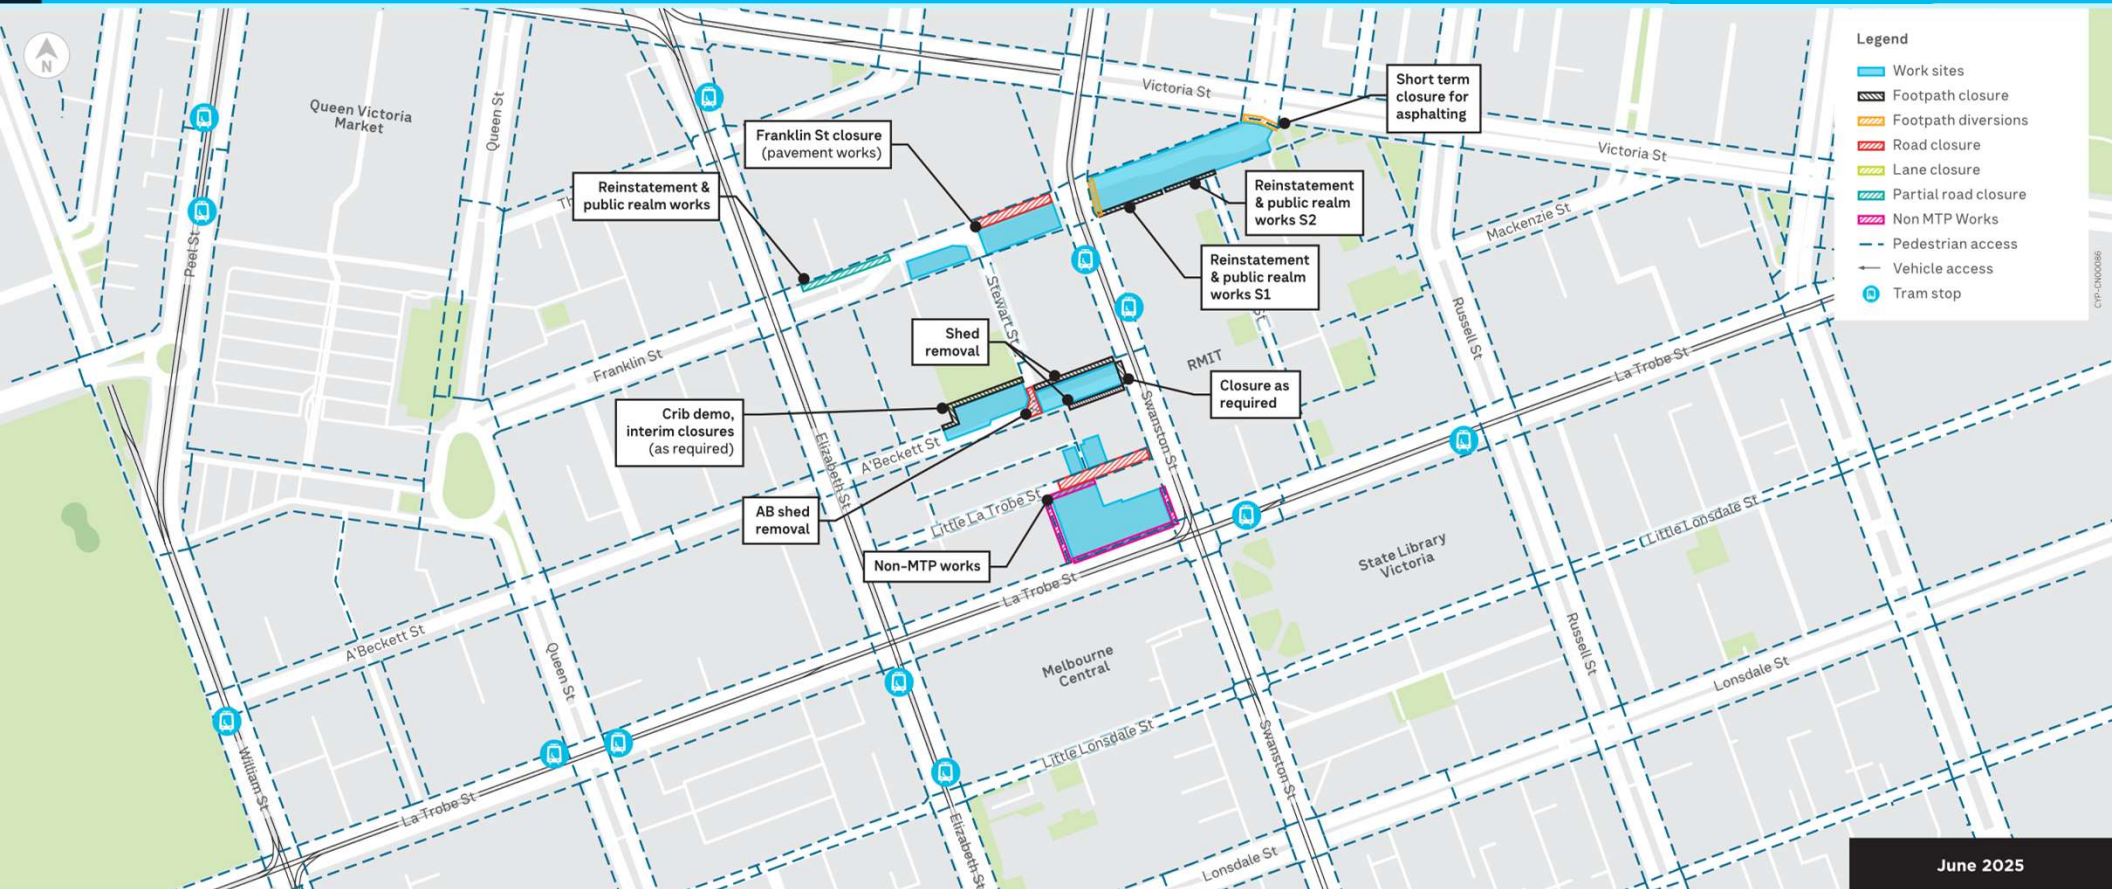 N
Queen Victoria
Market
Queen St
Peel St
Victoria St
Victoria St
Short term
closure for
asphalting
Franklin St closure
(pavement works)
Reinstatement &
public realm works
Reinstatement
& public realm
works S2
Reinstatement
& public realm
works S1
Mackenzie St
Stewart St
Shed
removal
RMIT
Closure as
required
Russell St
La Trobe St
Franklin St
Crib demo,
interim closures
(as required)
A'Beckett St
Elizabeth St
Swanston St
AB shed
removal
Little La Trobe St
Non-MTP works
La Trobe St
State Library
Victoria
Little Lonsdale St
A'Beckett St
Queen St
Melbourne
Central
Russell St
Lonsdale St
Little Lonsdale St
Swanston St
William St
La Trobe St
Elizabeth St
Lonsdale St
Legend
Work sites
Footpath closure
Footpath diversions
Road closure
Lane closure
Partial road closure
Non MTP Works
Pedestrian access
Vehicle access
Tram stop
CYP-CN00086
June 2025